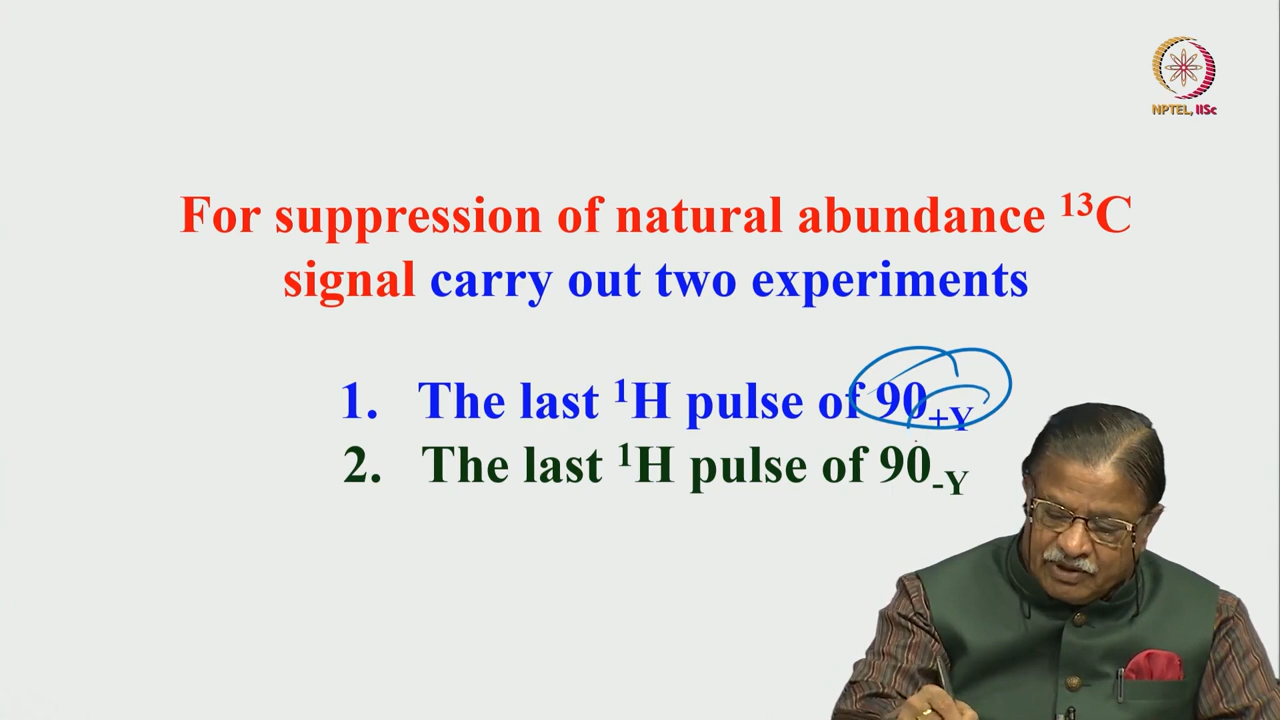 NPTEL, IISc
For suppression of natural abundance ¹³C
signal carry out two experiments
1. The last ¹H pulse of 90+Y
2. The last ¹H pulse of 90-Y